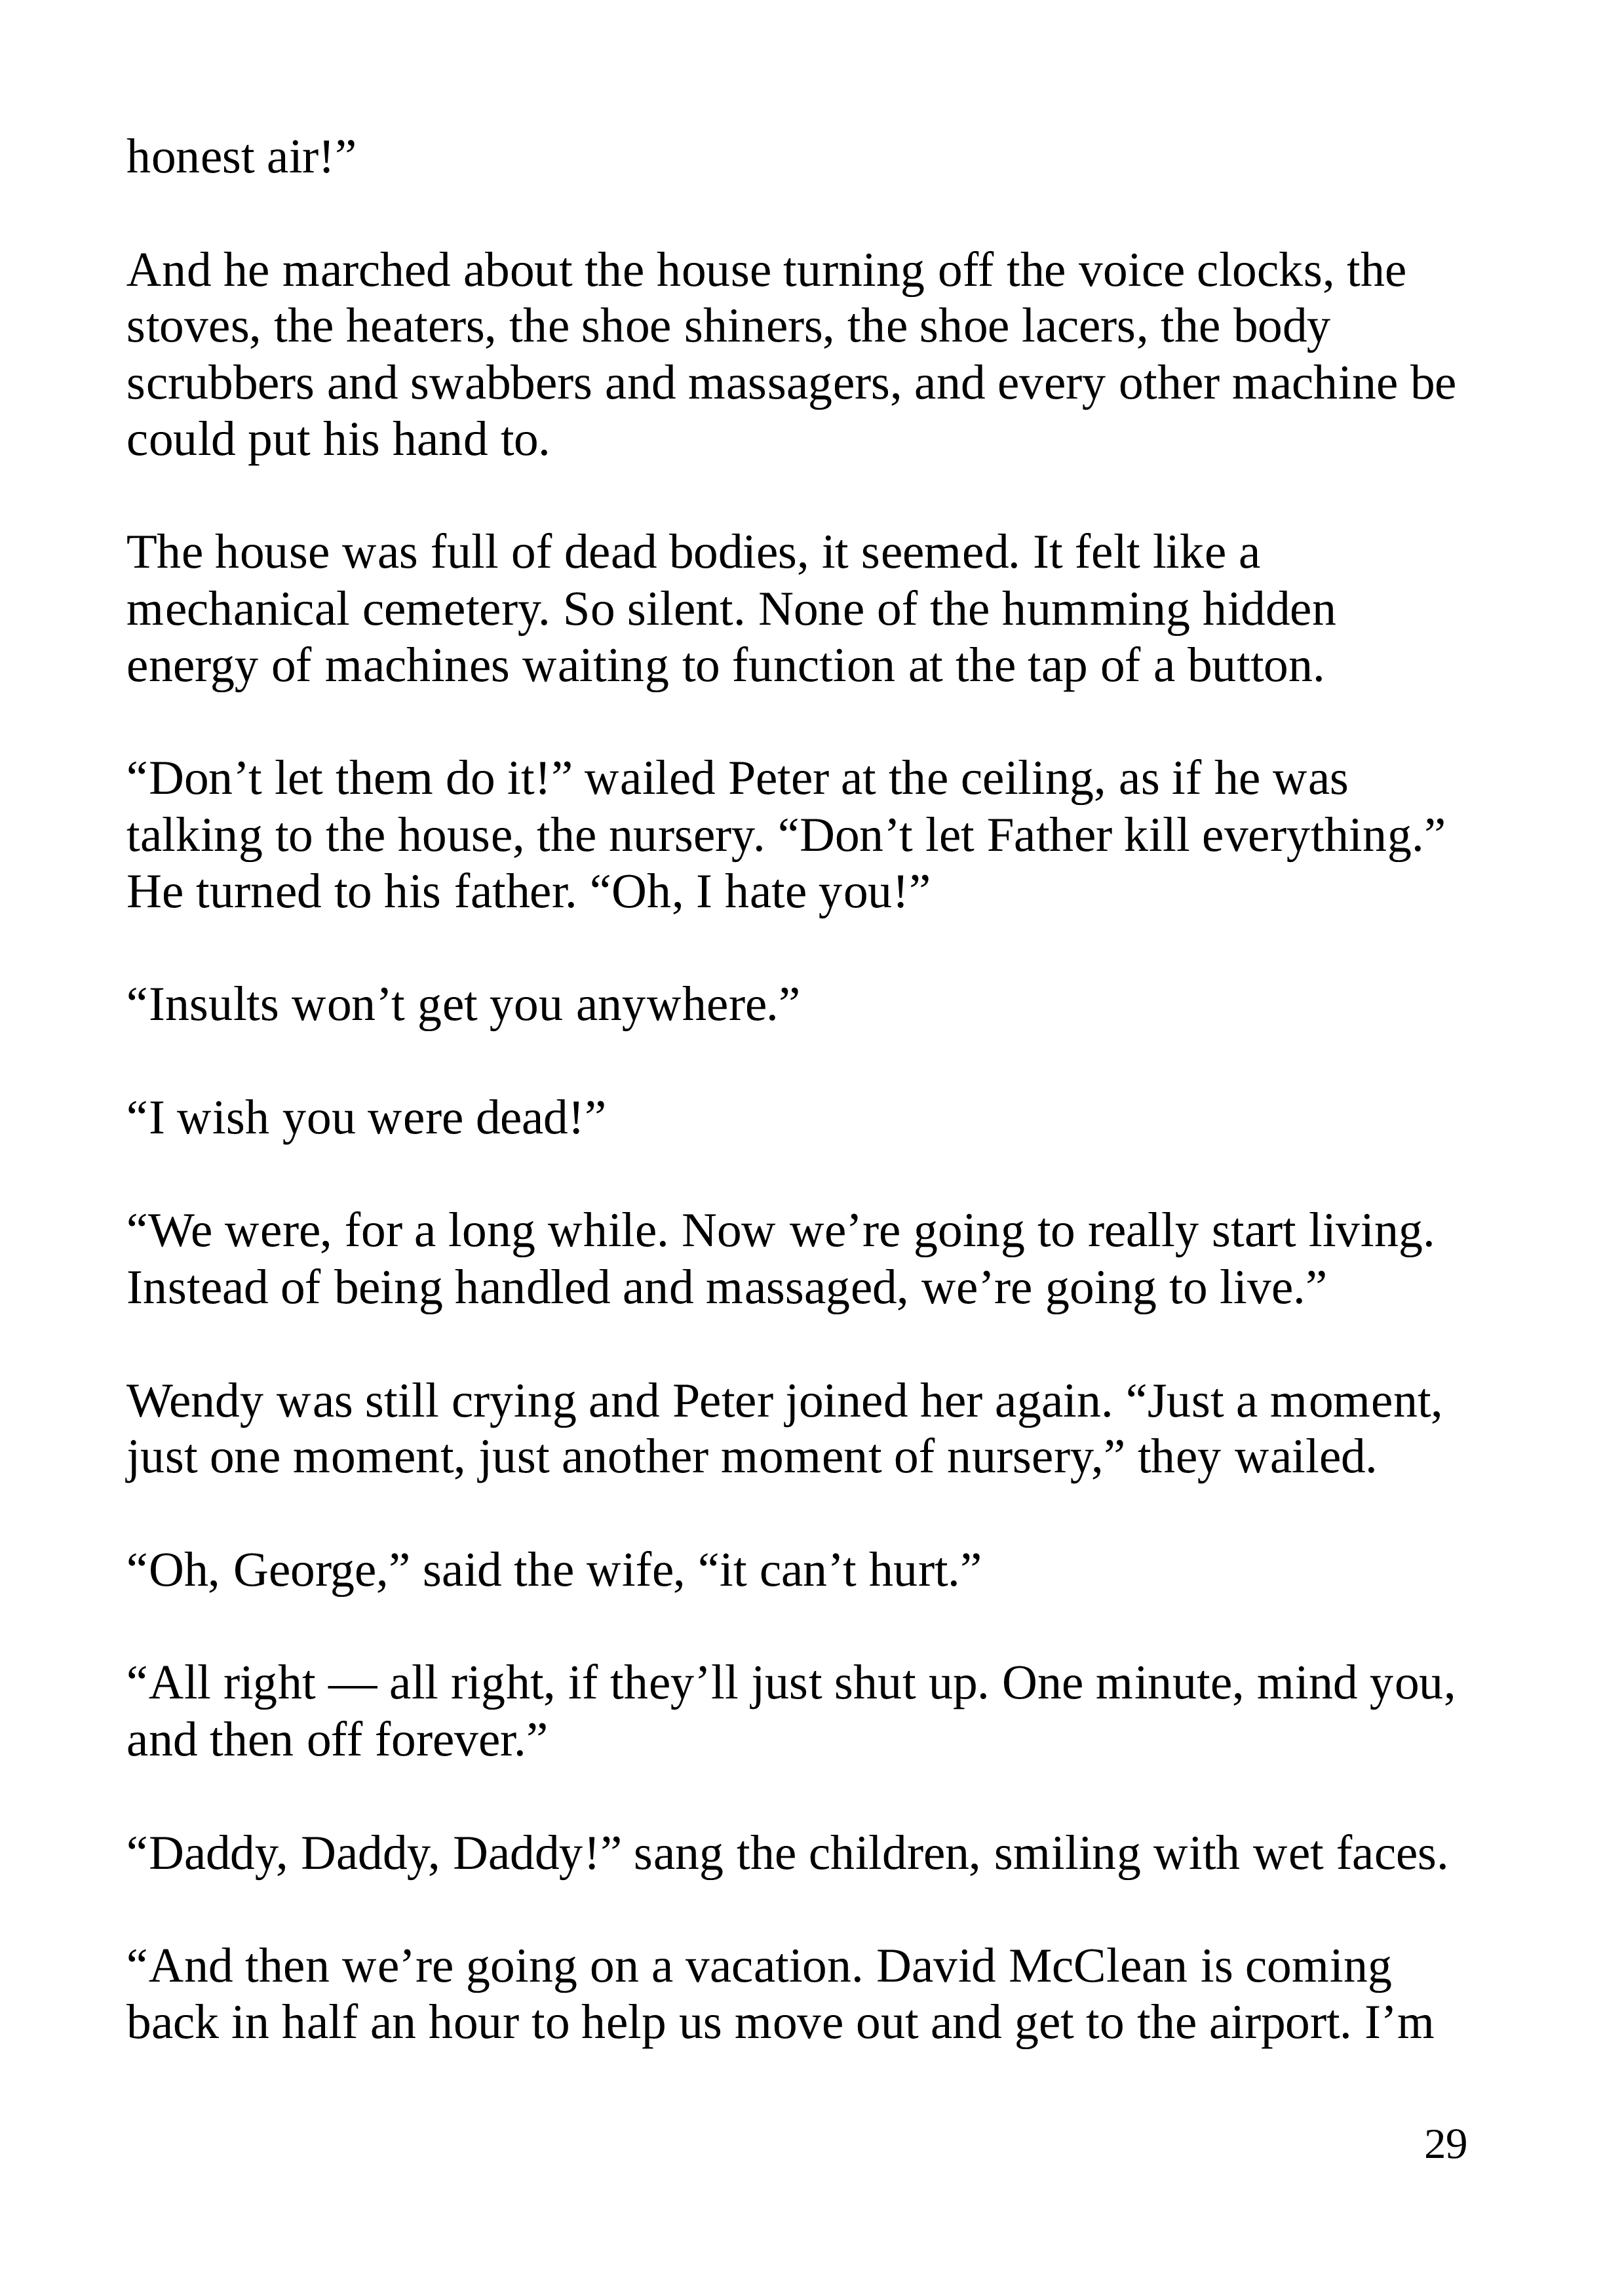 honest air!”
And he marched about the house turning off the voice clocks, the
stoves, the heaters, the shoe shiners, the shoe lacers, the body
scrubbers and swabbers and massagers, and every other machine be
could put his hand to.
The house was full of dead bodies, it seemed. It felt like a
mechanical cemetery. So silent. None of the humming hidden
energy of machines waiting to function at the tap of a button.
“Don’t let them do it!” wailed Peter at the ceiling, as if he was
talking to the house, the nursery. “Don’t let Father kill everything.”
He turned to his father. “Oh, I hate you!”
“Insults won’t get you anywhere.”
“I wish you were dead!”
“We were, for a long while. Now we’re going to really start living.
Instead of being handled and massaged, we’re going to live.”
Wendy was still crying and Peter joined her again. “Just a moment,
just one moment, just another moment of nursery,” they wailed.
“Oh, George,” said the wife, “it can’t hurt.”
“All right — all right, if they’ll just shut up. One minute, mind you,
and then off forever.”
“Daddy, Daddy, Daddy!” sang the children, smiling with wet faces.
“And then we’re going on a vacation. David McClean is coming
back in half an hour to help us move out and get to the airport. I’m
29